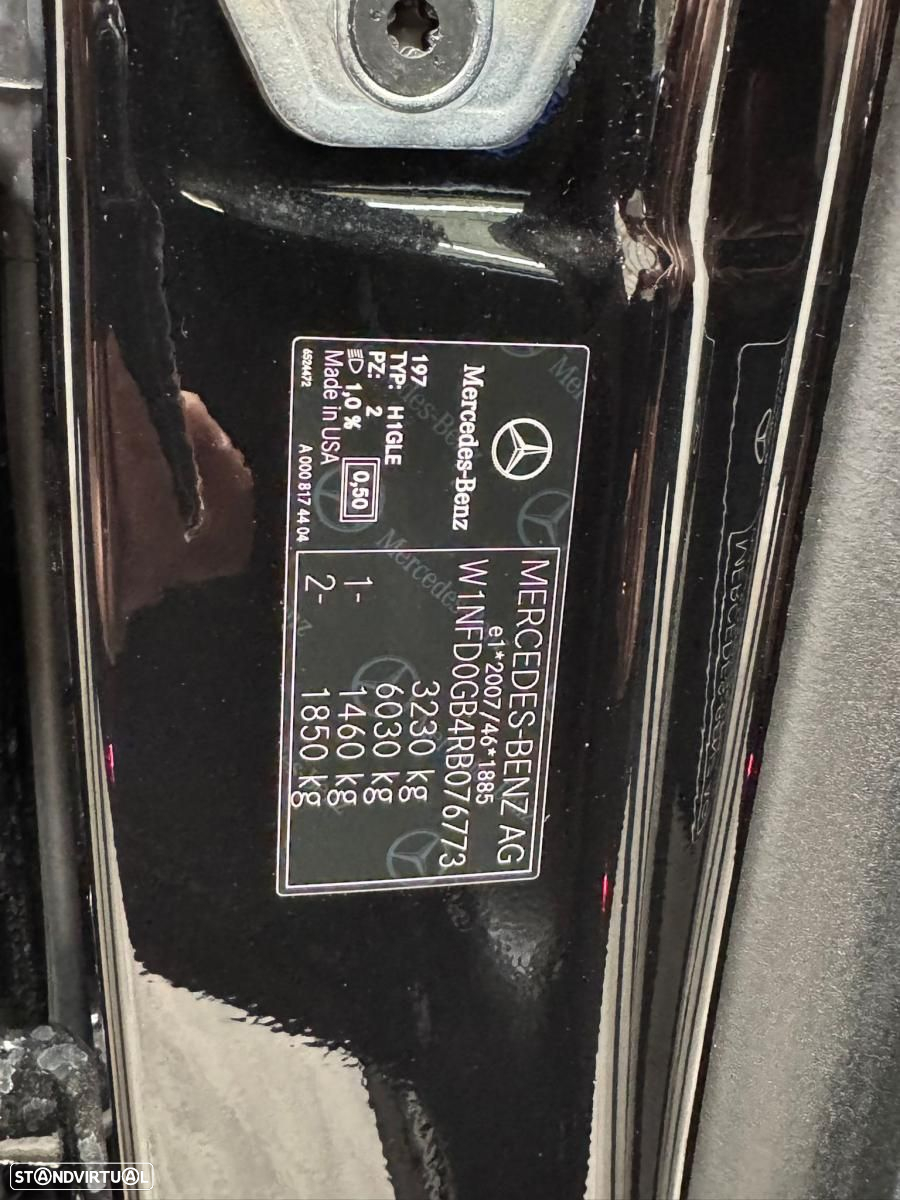 Mercedes-Benz
197
TYP: H1GLE
PZ: 2
1,0 %
0,50
Made in USA
6524472
A 000 817 44 04
MERCEDES-BENZ AG
e1*2007/46*1885
W1NFD0GB4RB076773
3230 kg
6030 kg
1- 1460 kg
2- 1850 kg
STANDVIRTUAL